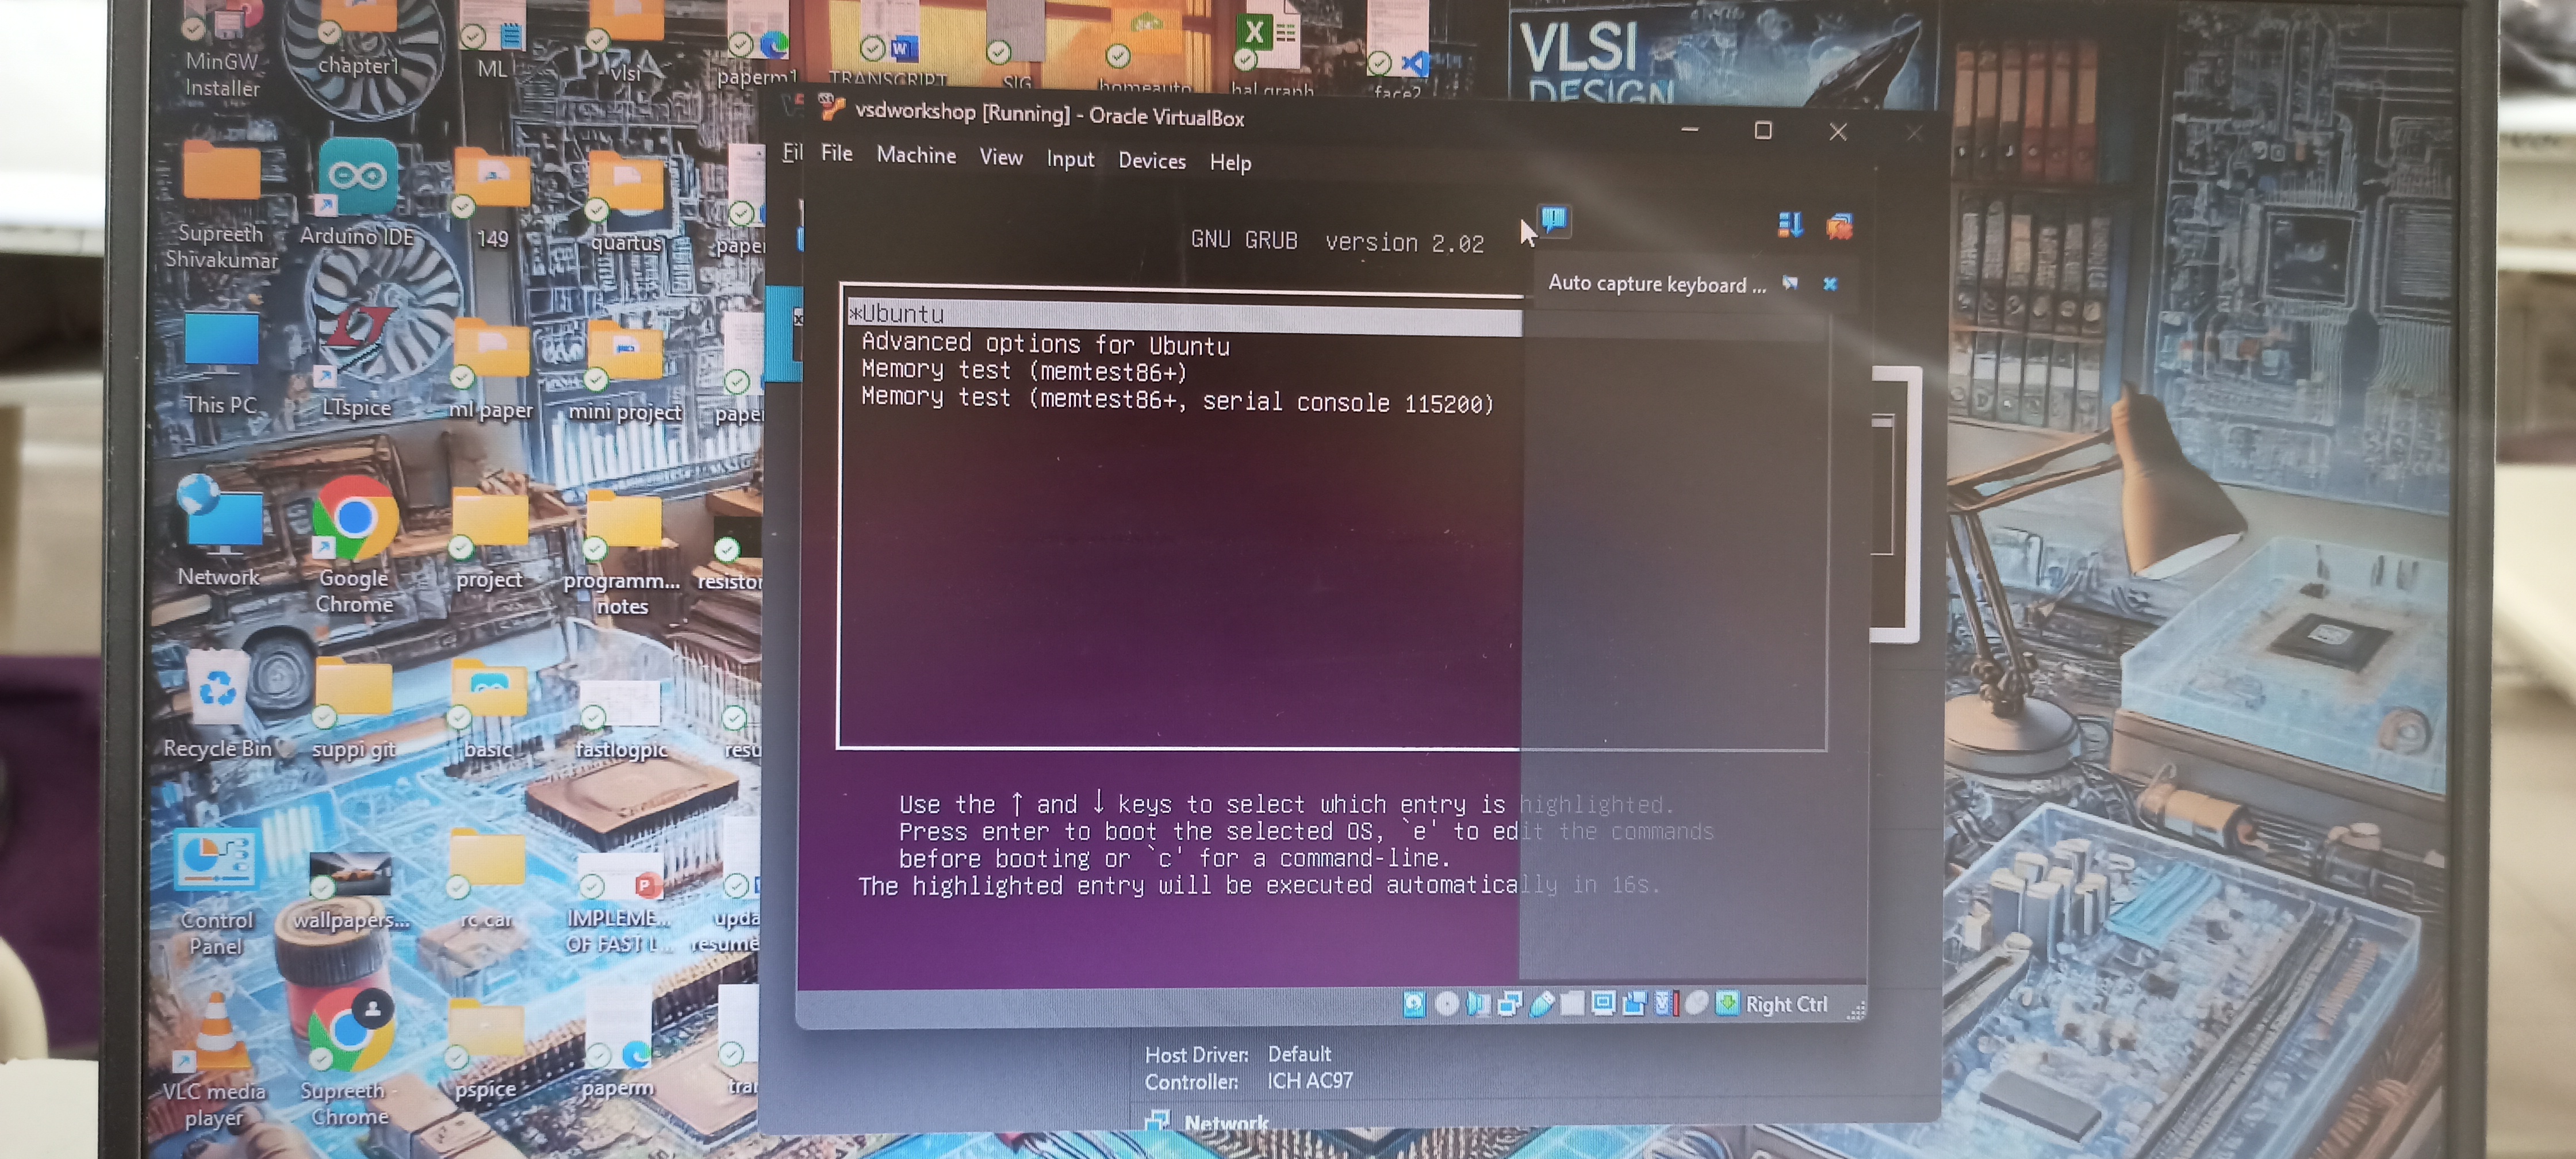 MinGW
Installer
chapter1
ML
vlsi
paperm1
TRANSCRIPT
SIG
homeauto
hal graph
face2
VLSI
DESIGN
Supreeth
Shivakumar
Arduino IDE
149
quartus
paper
This PC
LTspice
ml paper
mini project
paper
Network
Google
Chrome
project
programm...
notes
resistor
Recycle Bin
suppi git
basic
fastlogpic
resu
Control
Panel
wallpapers...
rc car
IMPLEME...
OF FAST L...
upda
resume
VLC media
player
Supreeth -
Chrome
pspice
paperm
tran
vsdworkshop [Running] - Oracle VirtualBox
Fil
File Machine View Input Devices Help
GNU GRUB version 2.02
Auto capture keyboard ...
*Ubuntu
Advanced options for Ubuntu
Memory test (memtest86+)
Memory test (memtest86+, serial console 115200)
Use the ↑ and ↓ keys to select which entry is highlighted.
Press enter to boot the selected OS, `e' to edit the commands
before booting or `c' for a command-line.
The highlighted entry will be executed automatically in 16s.
Right Ctrl
Host Driver: Default
Controller: ICH AC97
Network